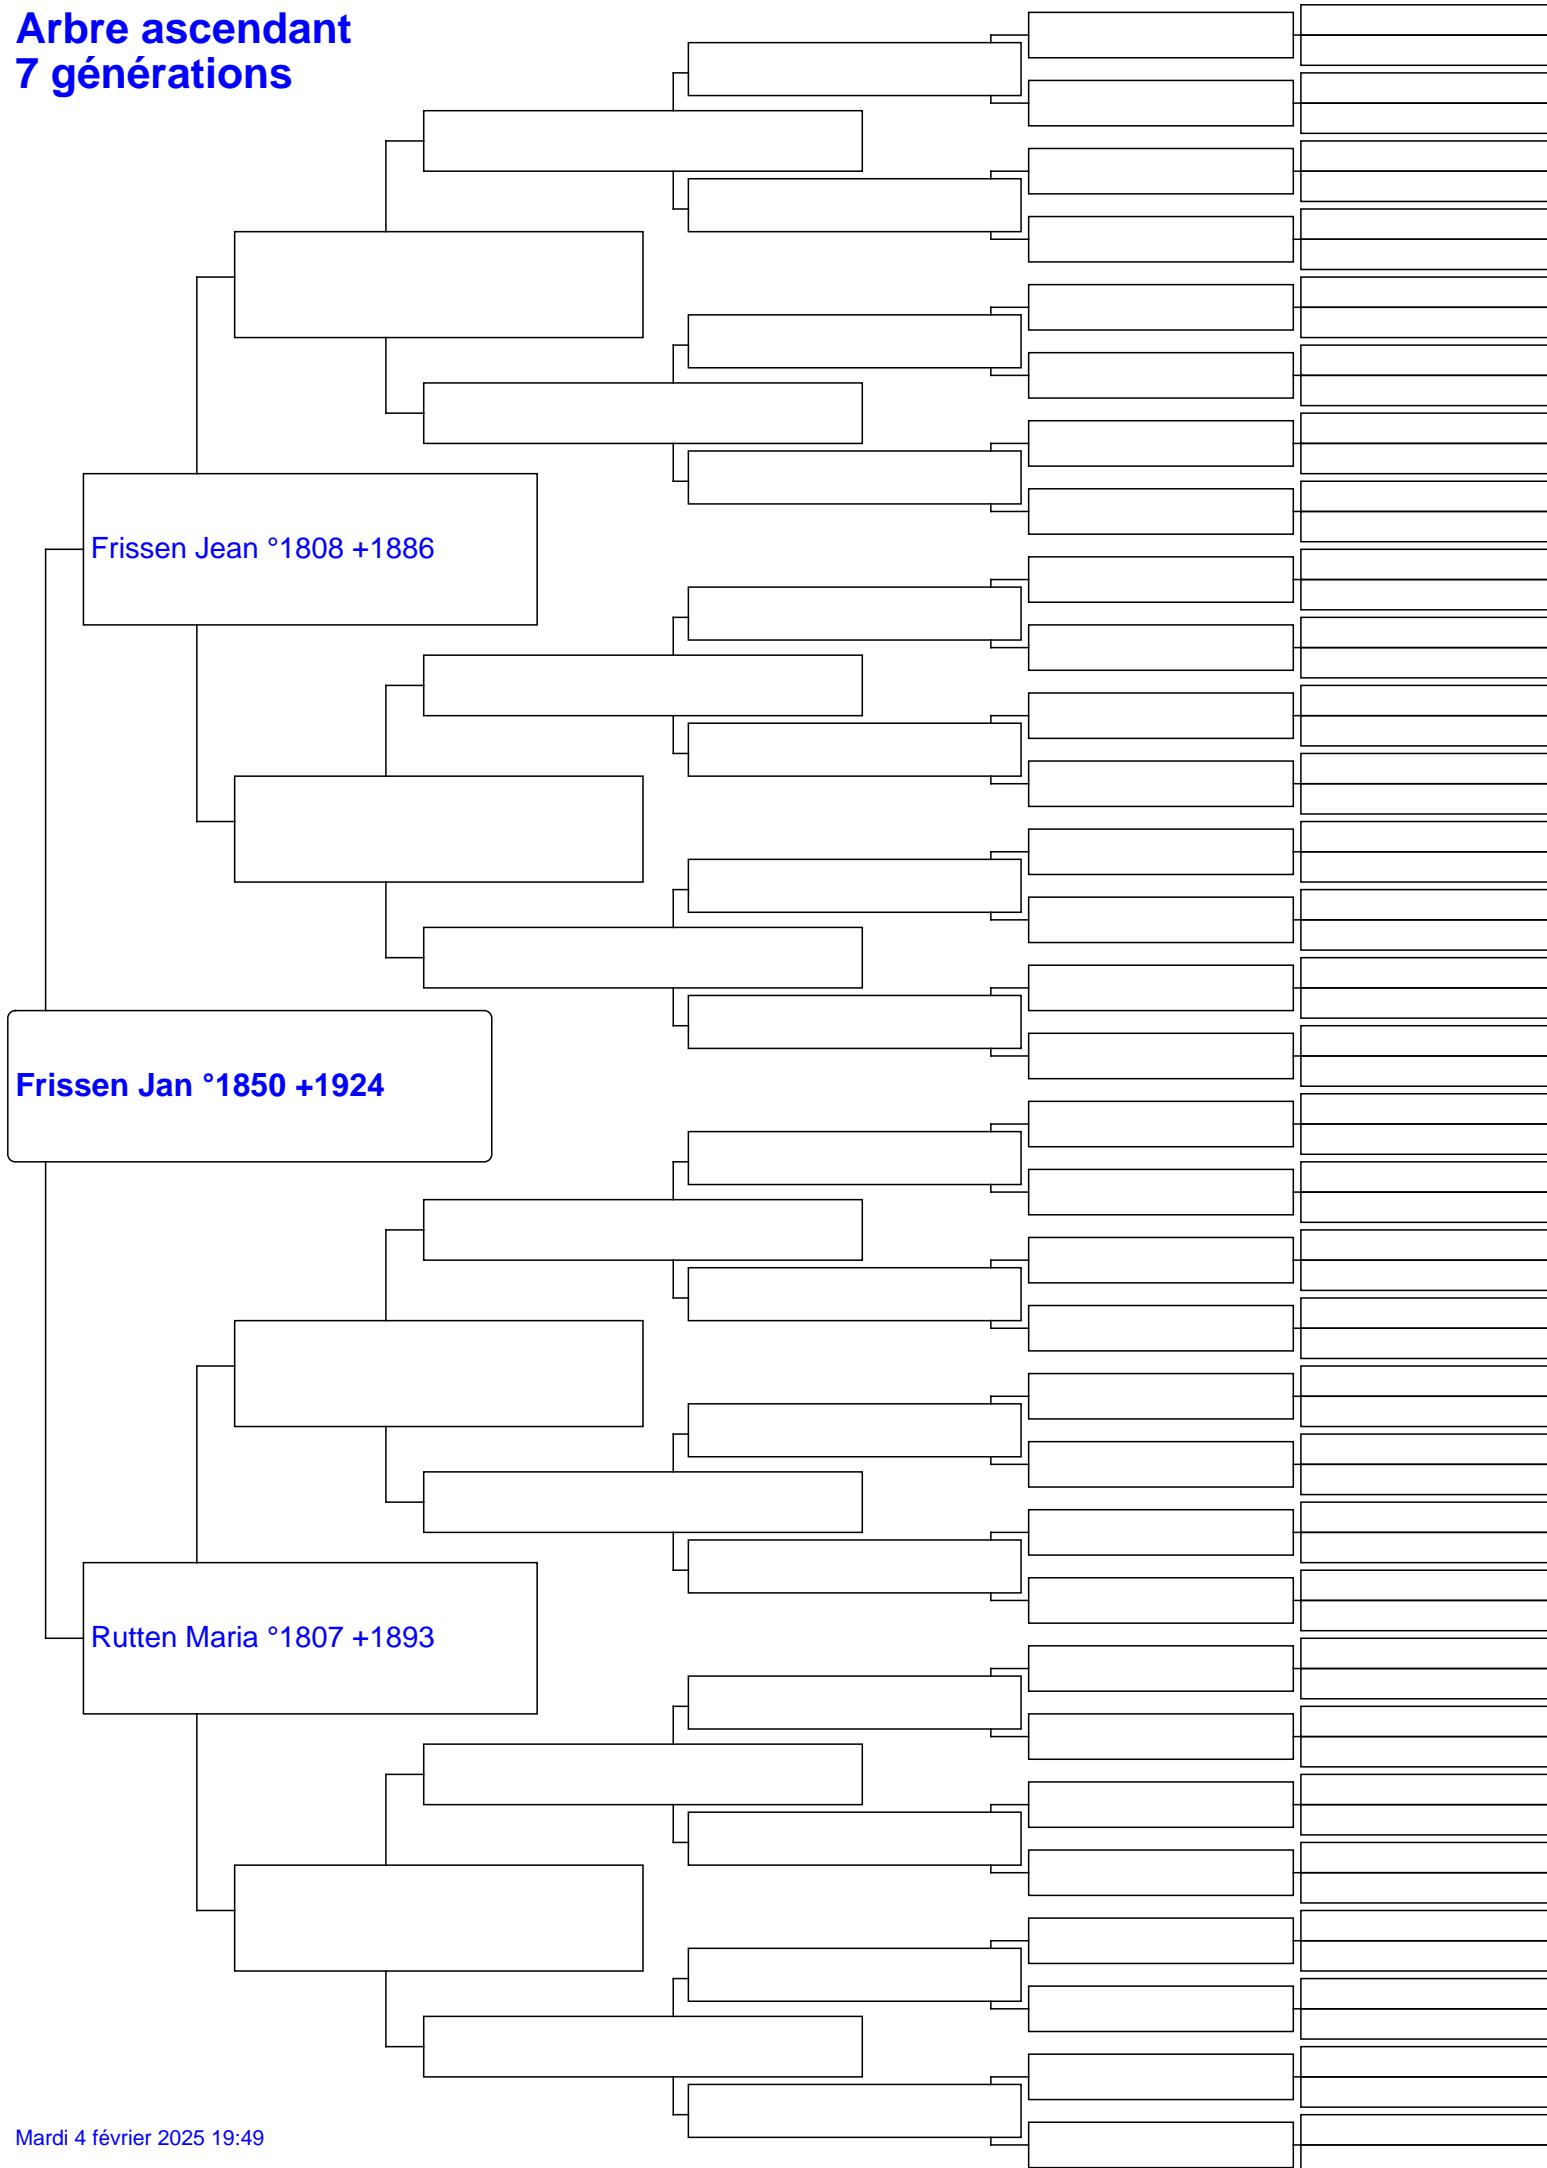 Arbre ascendant
7 générations
Frissen Jean °1808 +1886
Frissen Jan °1850 +1924
Rutten Maria °1807 +1893
Mardi 4 février 2025 19:49